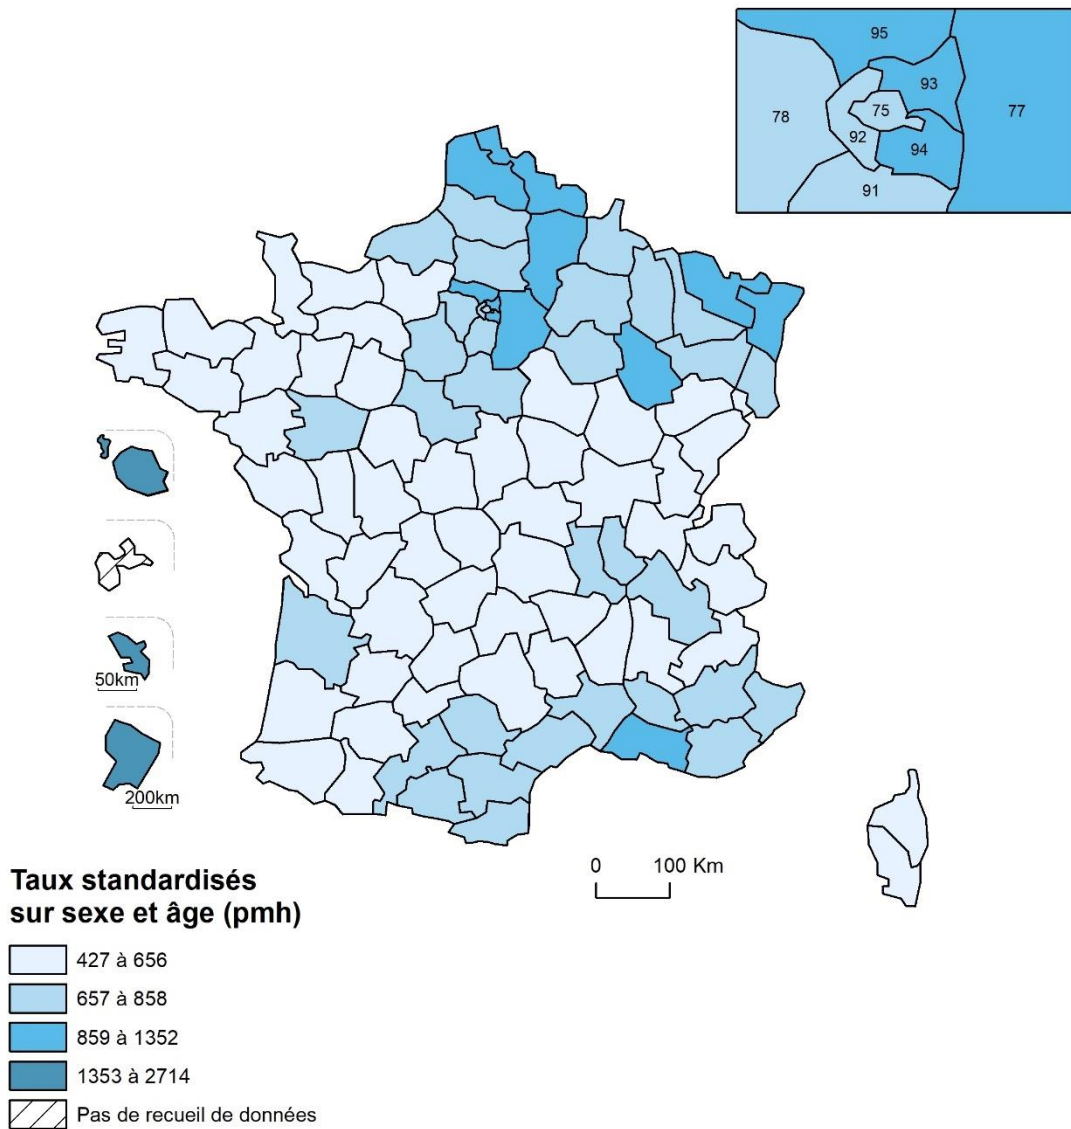 95
93
78
75
77
92
94
91
50km
200km
0 100 Km
Taux standardisés
sur sexe et âge (pmh)
427 à 656
657 à 858
859 à 1352
1353 à 2714
Pas de recueil de données